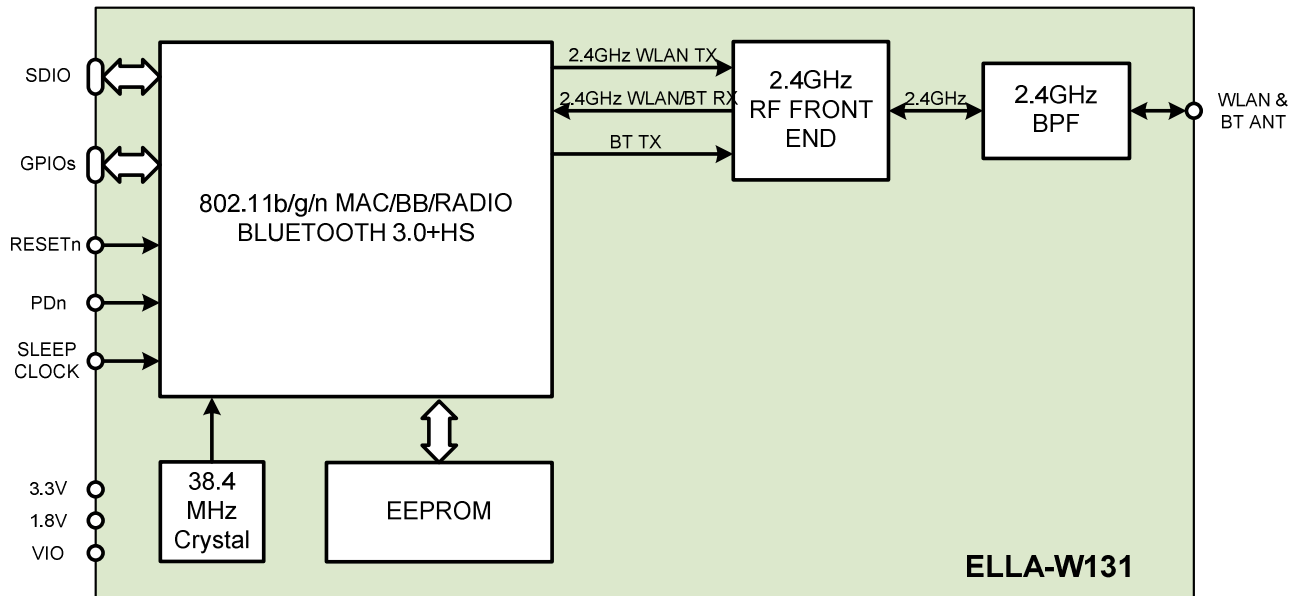 SDIO
GPIOs
RESETn
PDn
SLEEP
CLOCK
3.3V
1.8V
VIO
802.11b/g/n MAC/BB/RADIO
BLUETOOTH 3.0+HS
38.4
MHz
Crystal
EEPROM
2.4GHz WLAN TX
2.4GHz WLAN/BT RX
BT TX
2.4GHz
RF FRONT
END
2.4GHz
2.4GHz
BPF
WLAN &
BT ANT
ELLA-W131